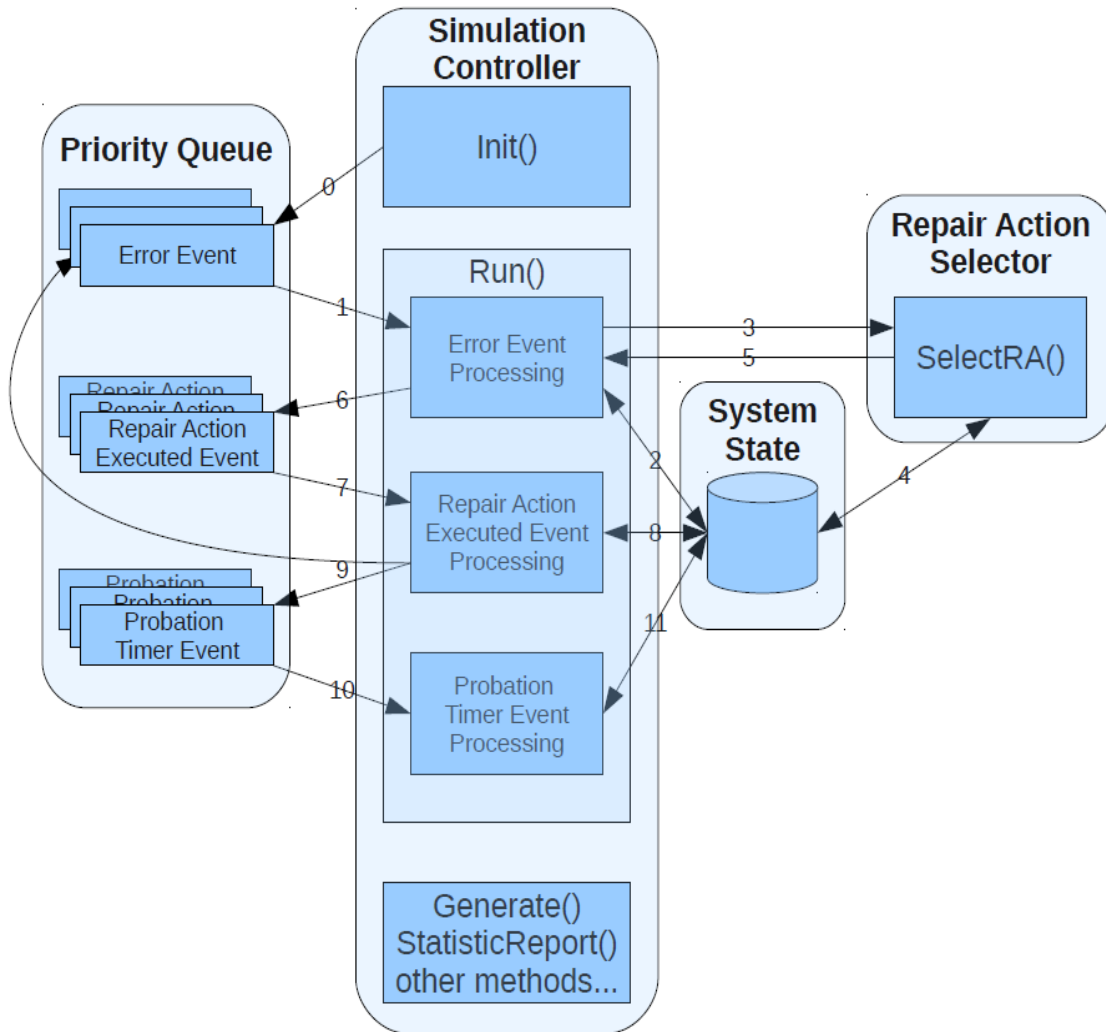 Simulation
Controller
Init()
Priority Queue
0
Error Event
1
Run()
Error Event
Processing
3
5
Repair Action
Selector
SelectRA()
6
Repair Action
Repair Action
Repair Action
Executed Event
7
System
State
2
4
Repair Action
Executed Event
Processing
8
9
Probation
Probation
Probation
Timer Event
10
11
Probation
Timer Event
Processing
Generate()
StatisticReport()
other methods...